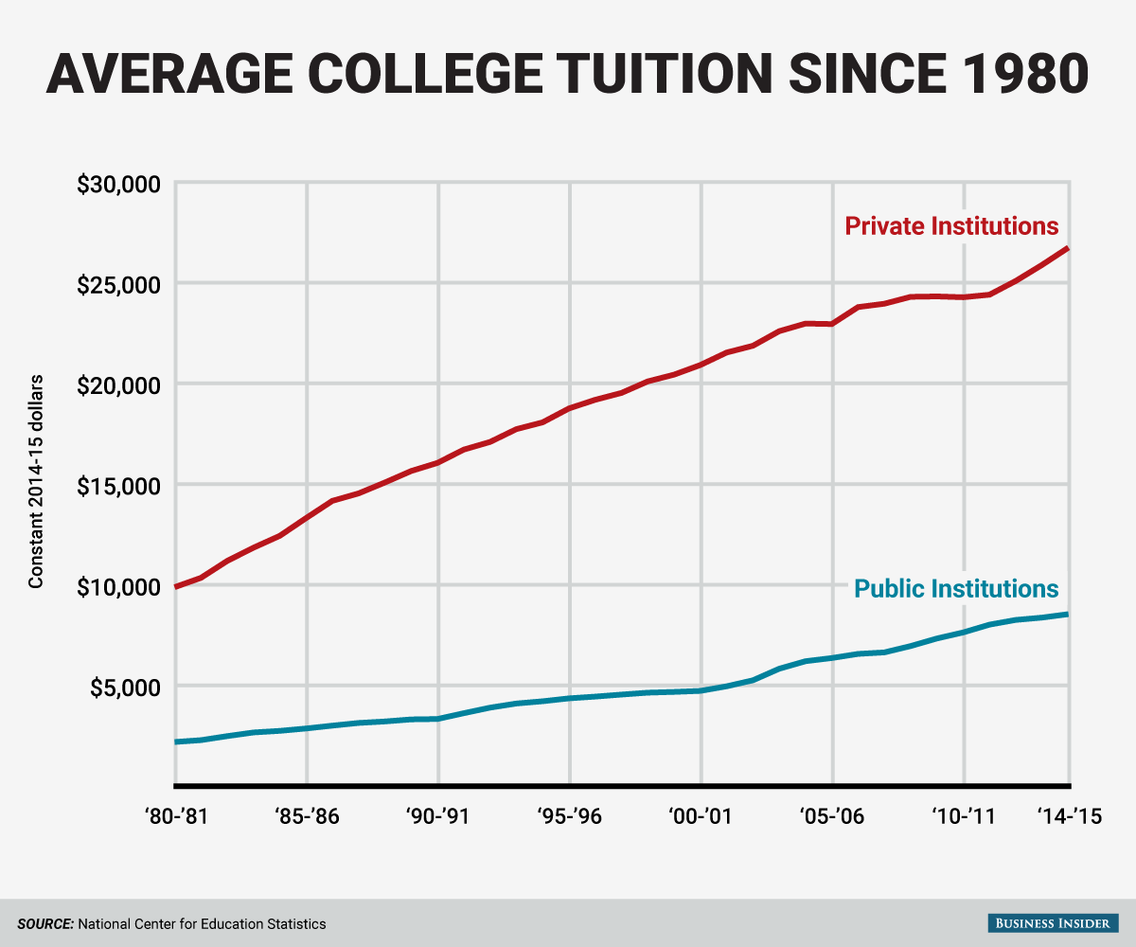 AVERAGE COLLEGE TUITION SINCE 1980
$30,000
Private Institutions
$25,000
$20,000
Constant 2014-15 dollars
$15,000
$10,000
Public Institutions
$5,000
‘80-’81 ‘85-’86 ‘90-’91 ‘95-’96 ‘00-’01 ‘05-’06 ‘10-’11 ‘14-’15
SOURCE: National Center for Education Statistics
BUSINESS INSIDER